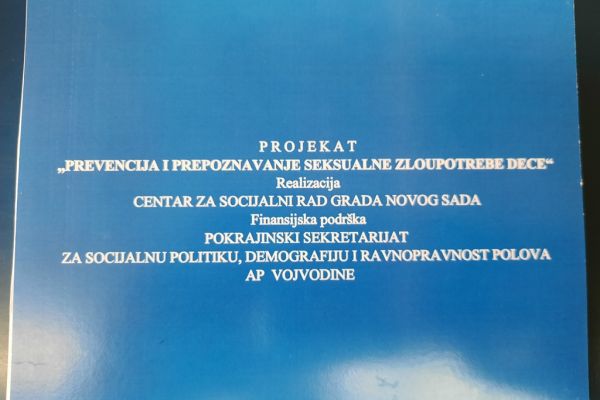 PROJEKAT
„PREVENCIJA I PREPOZNAVANJE SEKSUALNE ZLOUPOTREBE DECE“
Realizacija
CENTAR ZA SOCIJALNI RAD GRADA NOVOG SADA
Finansijska podrška
POKRAJINSKI SEKRETARIJAT
ZA SOCIJALNU POLITIKU, DEMOGRAFIJU I RAVNOPRAVNOST POLOVA
AP VOJVODINE